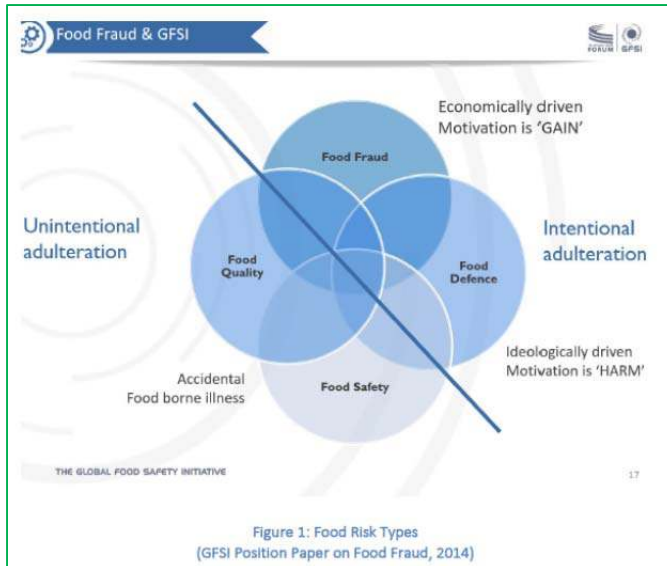 Food Fraud & GFSI
FORUM GFSI
Economically driven
Motivation is ‘GAIN’
Food Fraud
Unintentional
adulteration
Intentional
adulteration
Food
Quality
Food
Defence
Ideologically driven
Motivation is ‘HARM’
Accidental
Food borne illness
Food Safety
THE GLOBAL FOOD SAFETY INITIATIVE
17
Figure 1: Food Risk Types
(GFSI Position Paper on Food Fraud, 2014)